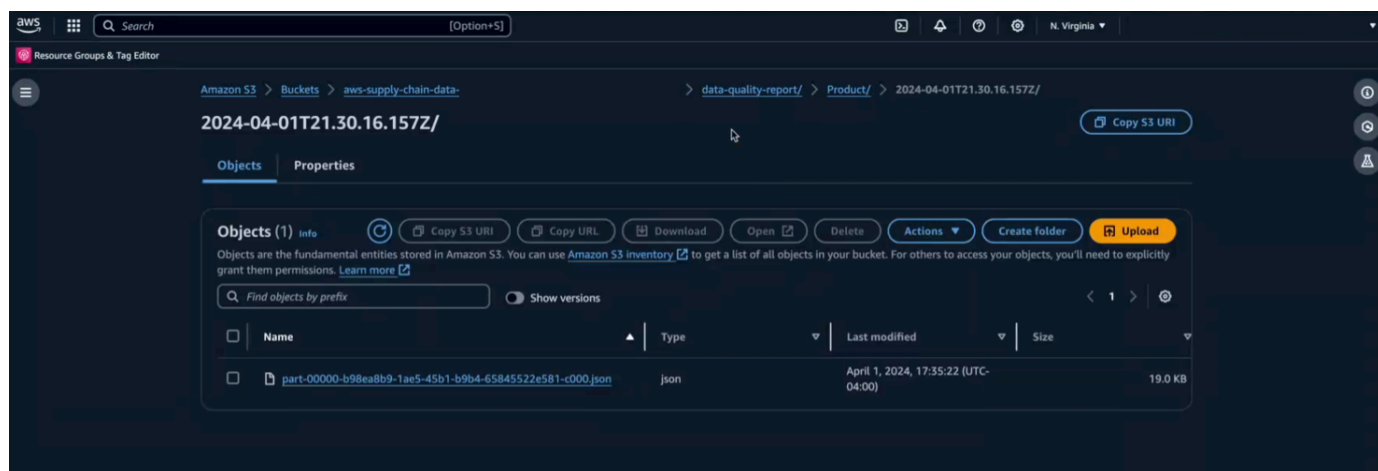 aws
Search [Option+S] N. Virginia
Resource Groups & Tag Editor
Amazon S3 > Buckets > aws-supply-chain-data- > data-quality-report/ > Product/ > 2024-04-01T21.30.16.157Z/
2024-04-01T21.30.16.157Z/
Copy S3 URI
Objects Properties
Objects (1) Info Copy S3 URI Copy URL Download Open Delete Actions Create folder Upload
Objects are the fundamental entities stored in Amazon S3. You can use Amazon S3 inventory to get a list of all objects in your bucket. For others to access your objects, you'll need to explicitly
grant them permissions. Learn more
Find objects by prefix Show versions < 1 >
Name Type Last modified Size
part-00000-b98ea8b9-1ae5-45b1-b9b4-65845522e581-c000.json json April 1, 2024, 17:35:22 (UTC- 19.0 KB
04:00)